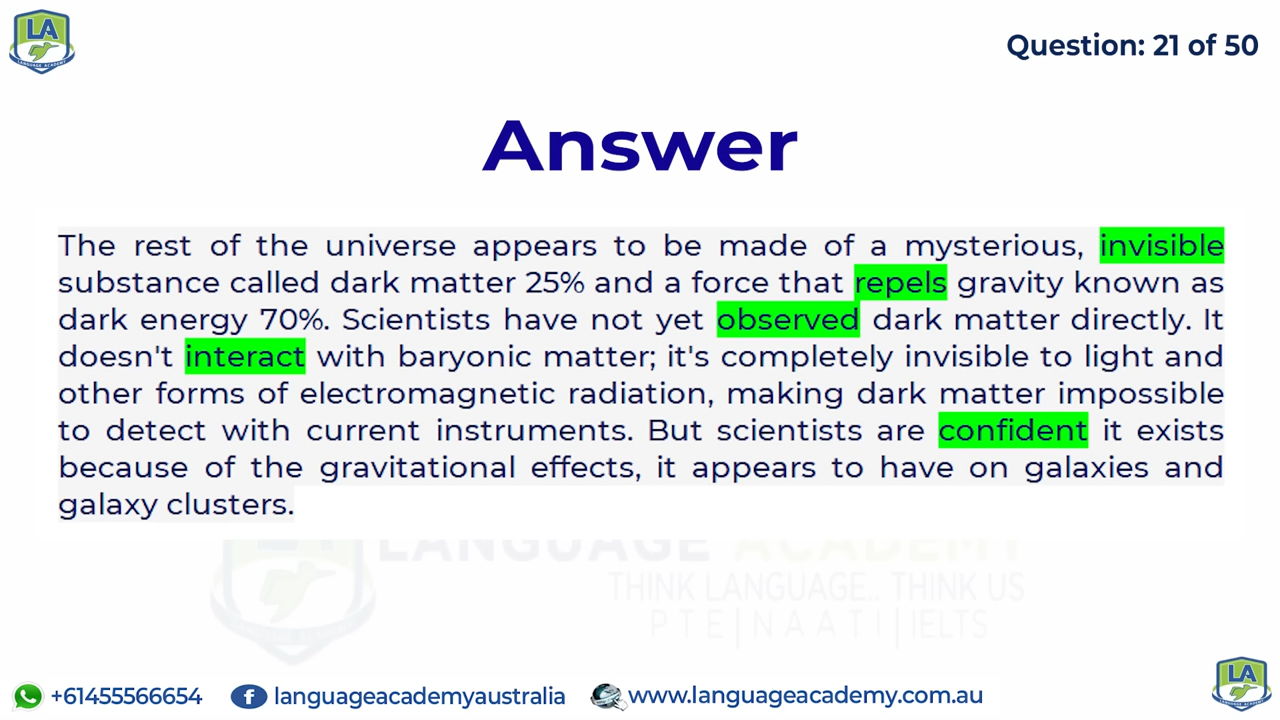 LA
LANGUAGE ACADEMY
Question: 21 of 50
Answer
The rest of the universe appears to be made of a mysterious, invisible
substance called dark matter 25% and a force that repels gravity known as
dark energy 70%. Scientists have not yet observed dark matter directly. It
doesn't interact with baryonic matter; it's completely invisible to light and
other forms of electromagnetic radiation, making dark matter impossible
to detect with current instruments. But scientists are confident it exists
because of the gravitational effects, it appears to have on galaxies and
galaxy clusters.
LANGUAGE ACADEMY
THINK LANGUAGE.. THINK US
PTE|NAATI|IELTS
+61455566654 languageacademyaustralia www.languageacademy.com.au
LA